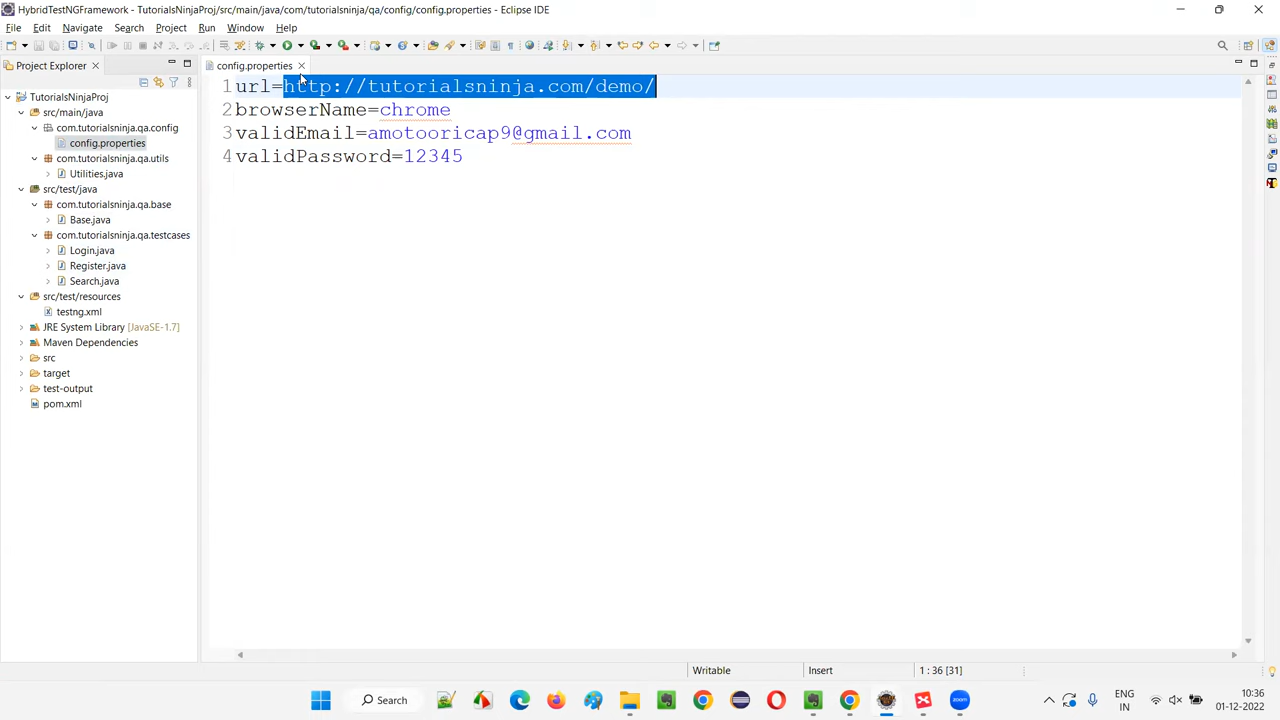 HybridTestNGFramework - TutorialsNinjaProj/src/main/java/com/tutorialsninja/qa/config/config.properties - Eclipse IDE
File Edit Navigate Search Project Run Window Help
Project Explorer
config.properties
TutorialsNinjaProj
src/main/java
com.tutorialsninja.qa.config
config.properties
com.tutorialsninja.qa.utils
Utilities.java
src/test/java
com.tutorialsninja.qa.base
Base.java
com.tutorialsninja.qa.testcases
Login.java
Register.java
Search.java
src/test/resources
testng.xml
JRE System Library [JavaSE-1.7]
Maven Dependencies
src
target
test-output
pom.xml
1 url=http://tutorialsninja.com/demo/
2 browserName=chrome
3 validEmail=amotooricap9@gmail.com
4 validPassword=12345
Writable Insert 1 : 36 [31]
Search
zoom
ENG
IN
10:36
01-12-2022